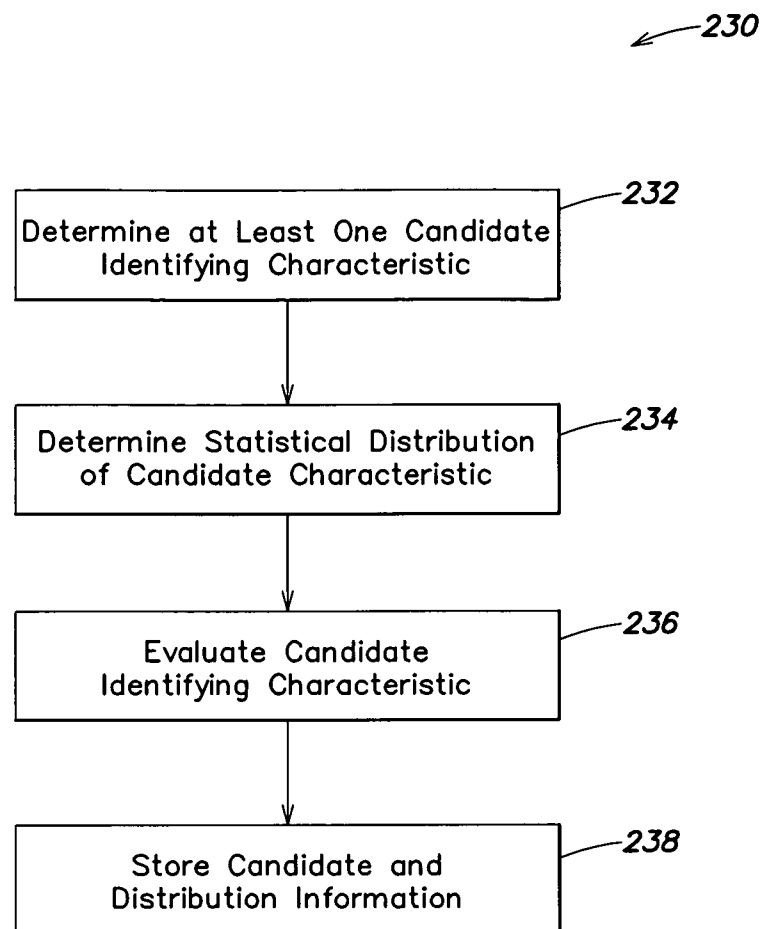 230
232
Determine at Least One Candidate
Identifying Characteristic
234
Determine Statistical Distribution
of Candidate Characteristic
236
Evaluate Candidate
Identifying Characteristic
238
Store Candidate and
Distribution Information